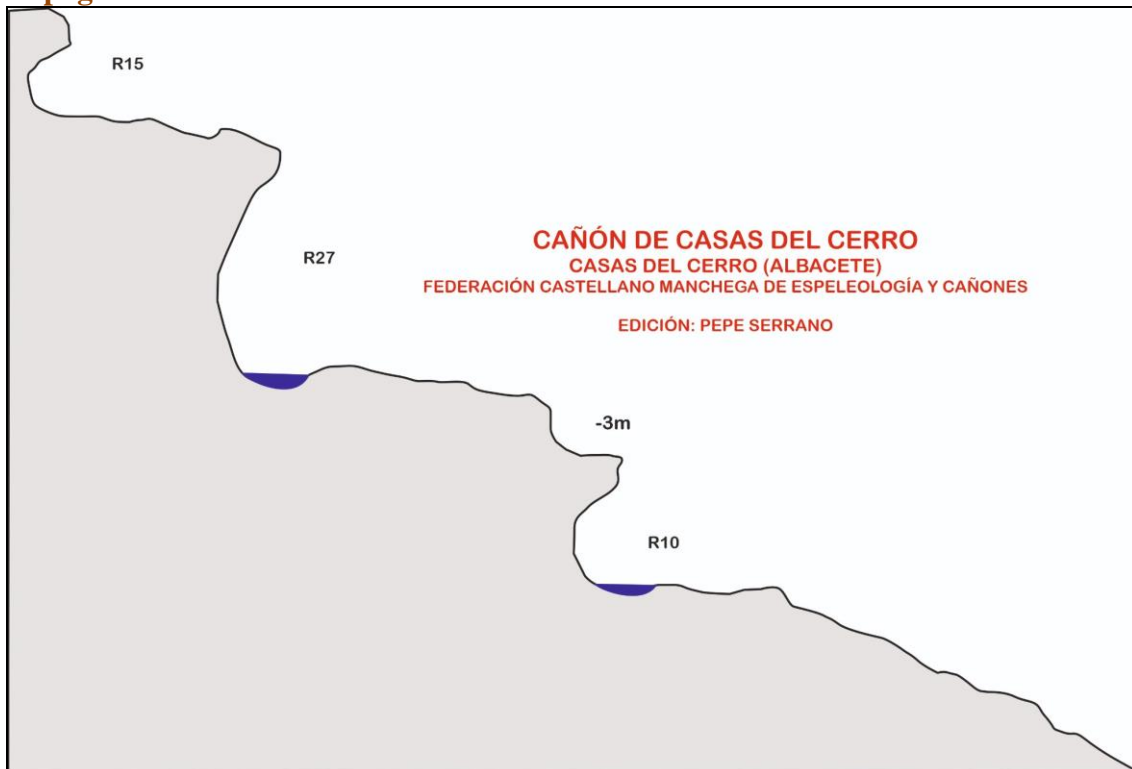 R15
R27
CAÑÓN DE CASAS DEL CERRO
CASAS DEL CERRO (ALBACETE)
FEDERACIÓN CASTELLANO MANCHEGA DE ESPELEOLOGÍA Y CAÑONES
EDICIÓN: PEPE SERRANO
-3m
R10